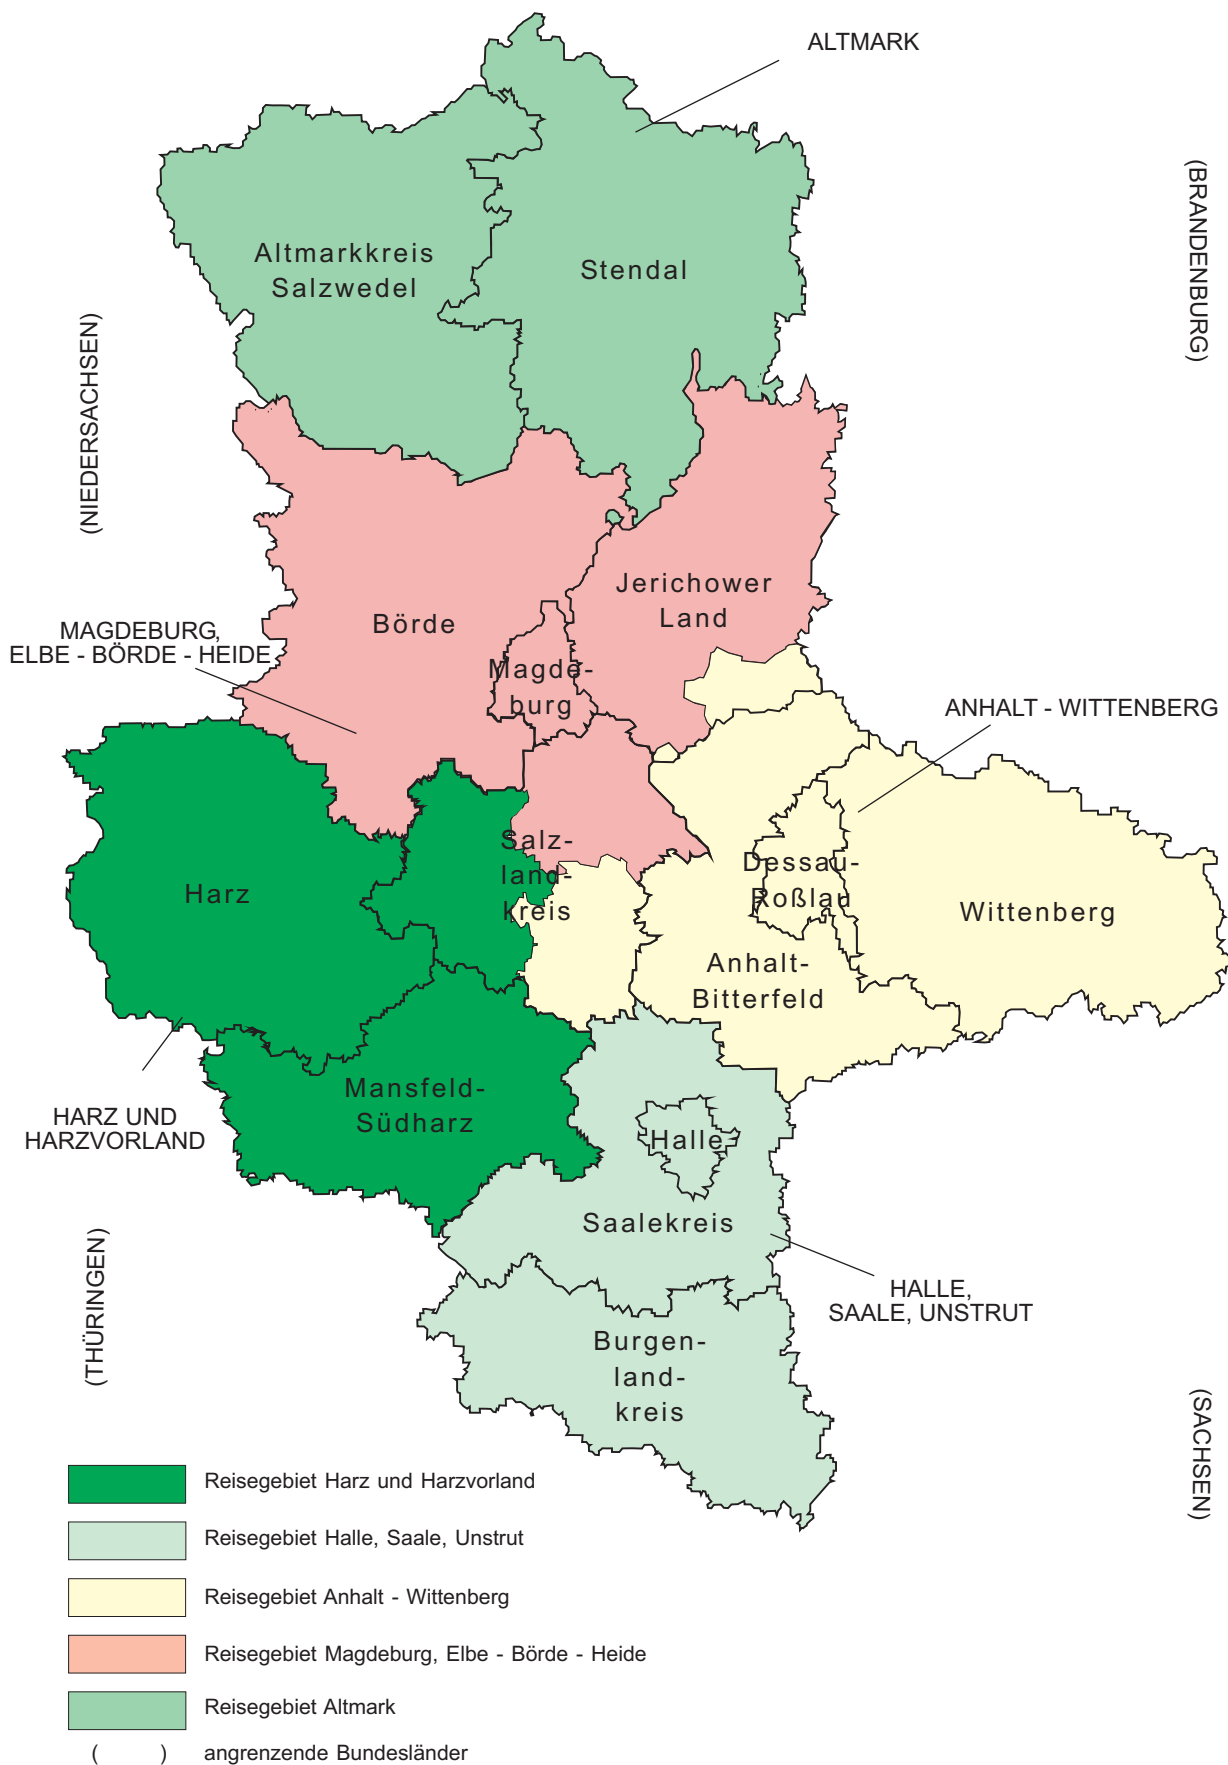 ALTMARK
(BRANDENBURG)
Altmarkkreis
Salzwedel
Stendal
(NIEDERSACHSEN)
Jerichower
Land
Börde
MAGDEBURG,
ELBE - BÖRDE - HEIDE
Magde-
burg
ANHALT - WITTENBERG
Salz-
land-
kreis
Dessau-
Roßlau
Harz
Wittenberg
Anhalt-
Bitterfeld
Mansfeld-
Südharz
HARZ UND
HARZVORLAND
Halle
Saalekreis
(THÜRINGEN)
HALLE,
SAALE, UNSTRUT
Burgen-
land-
kreis
(SACHSEN)
Reisegebiet Harz und Harzvorland
Reisegebiet Halle, Saale, Unstrut
Reisegebiet Anhalt - Wittenberg
Reisegebiet Magdeburg, Elbe - Börde - Heide
Reisegebiet Altmark
( ) angrenzende Bundesländer